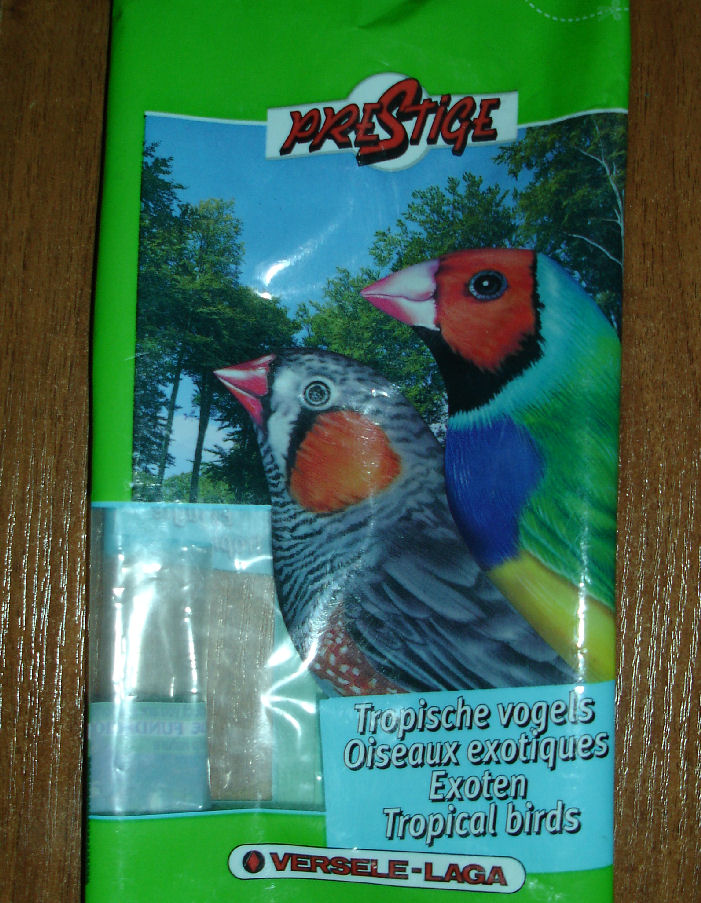 PRESTiGE
Tropische vogels
Oiseaux exotiques
Exoten
Tropical birds
VERSELE-LAGA